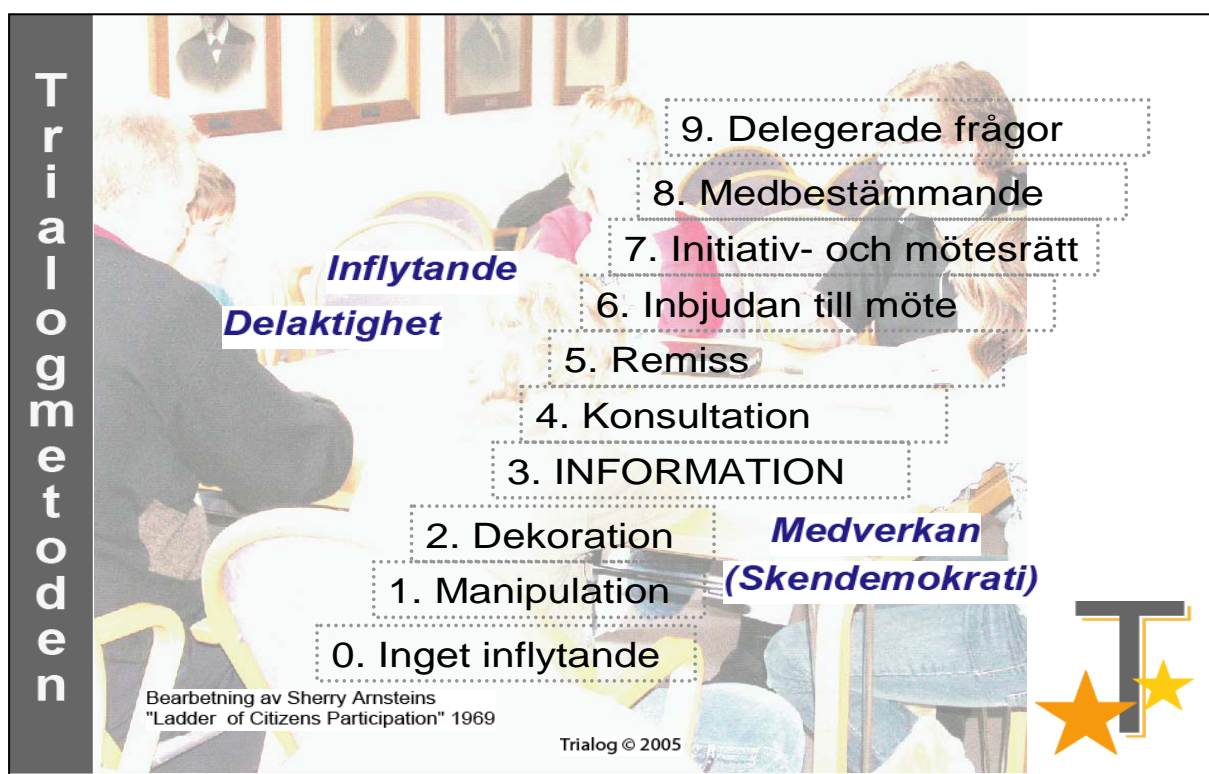 Trialogmetoden
9. Delegerade frågor
8. Medbestämmande
7. Initiativ- och mötesrätt
Inflytande
6. Inbjudan till möte
Delaktighet
5. Remiss
4. Konsultation
3. INFORMATION
2. Dekoration
Medverkan
(Skendemokrati)
1. Manipulation
0. Inget inflytande
Bearbetning av Sherry Arnsteins
"Ladder of Citizens Participation" 1969
Trialog © 2005
T